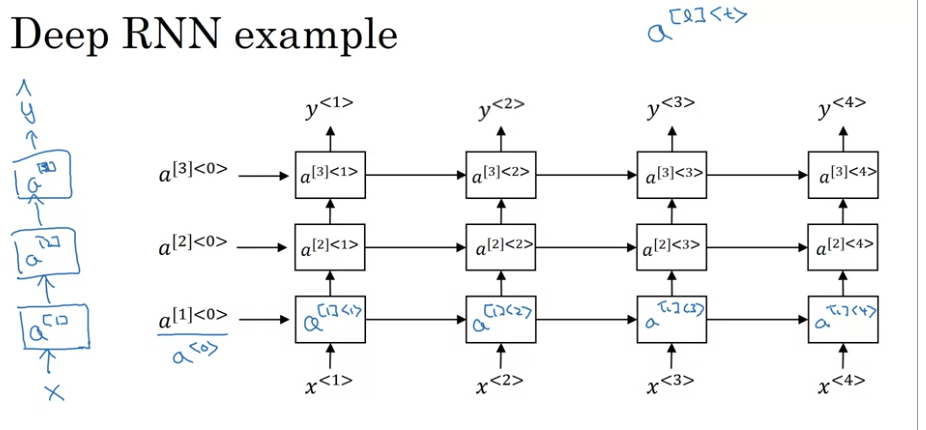 Deep RNN example
a^[l]<t>
ŷ
y^<1> y^<2> y^<3> y^<4>
a^[3] a^[3]<0> a^[3]<1> a^[3]<2> a^[3]<3> a^[3]<4>
a^[2] a^[2]<0> a^[2]<1> a^[2]<2> a^[2]<3> a^[2]<4>
a^[1] a^[1]<0> a^[1]<1> a^[1]<2> a^[1]<3> a^[1]<4>
a^<0>
x x^<1> x^<2> x^<3> x^<4>